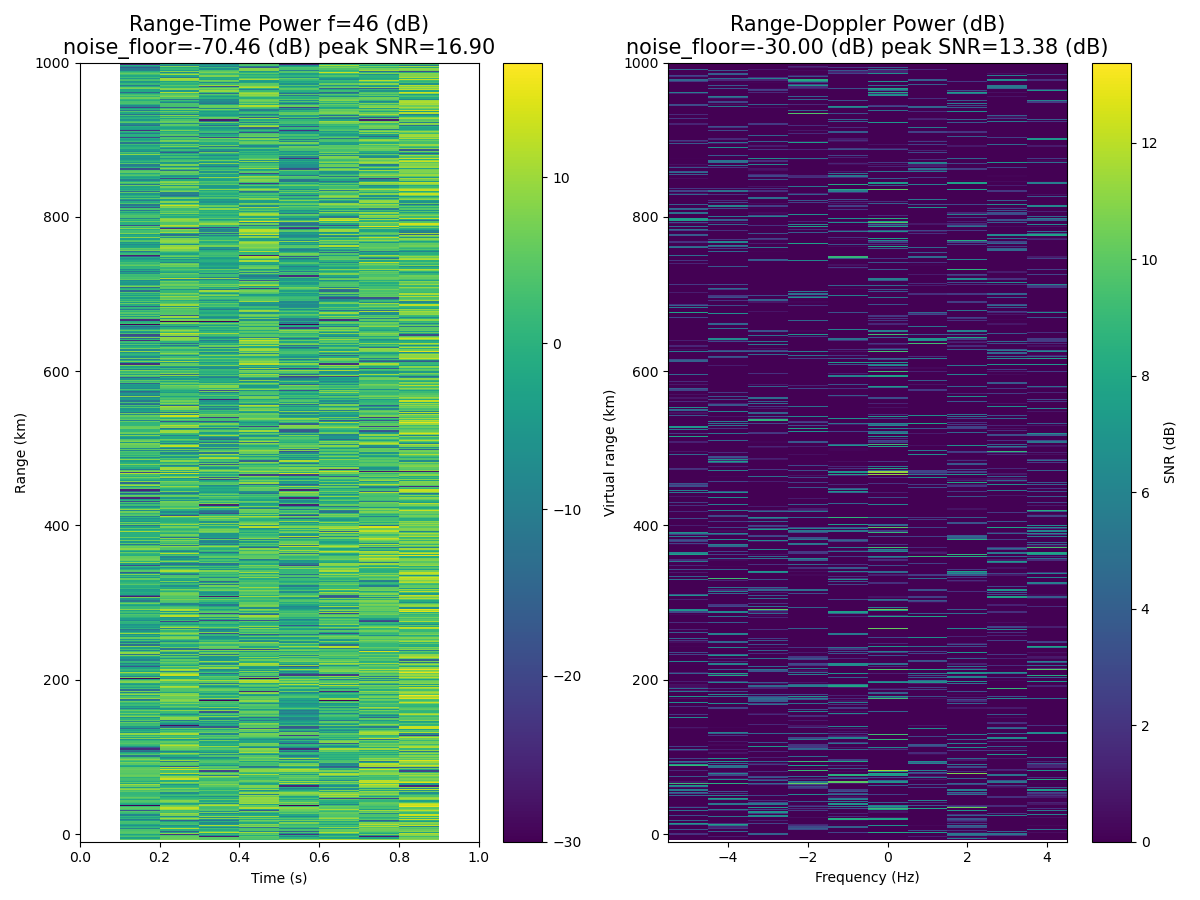 Range-Time Power f=46 (dB)
noise_floor=-70.46 (dB) peak SNR=16.90
Range (km)
1000
800
600
400
200
0
0.0 0.2 0.4 0.6 0.8 1.0
Time (s)
10
0
−10
−20
−30
Range-Doppler Power (dB)
noise_floor=-30.00 (dB) peak SNR=13.38 (dB)
Virtual range (km)
1000
800
600
400
200
0
−4 −2 0 2 4
Frequency (Hz)
12
10
8
6
4
2
0
SNR (dB)